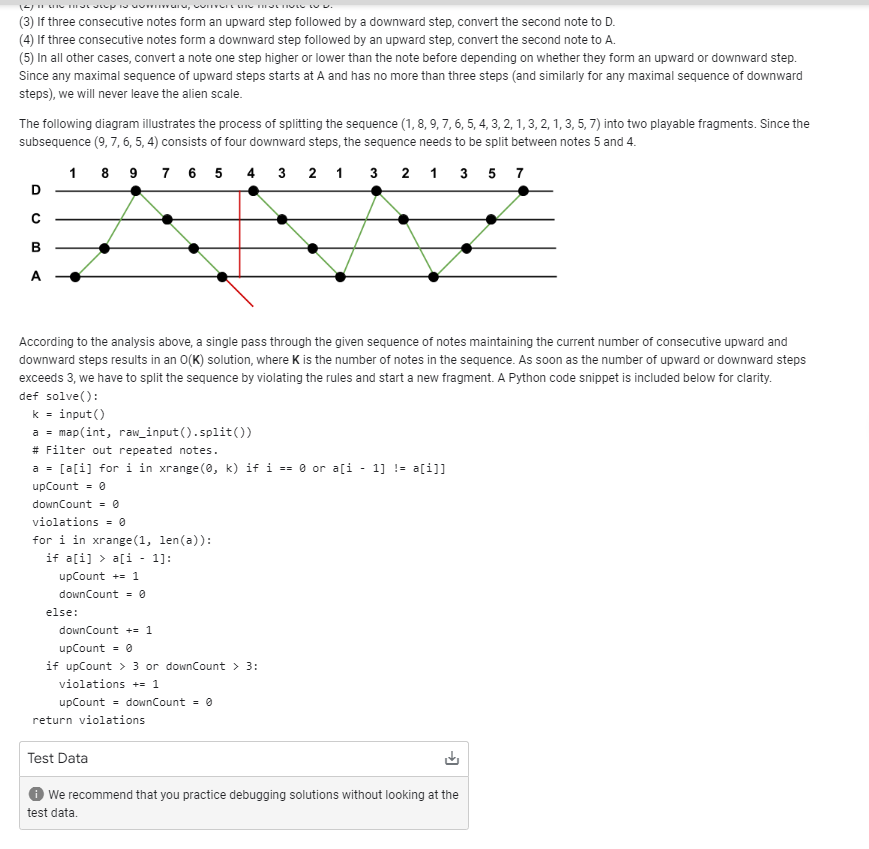 (3) If three consecutive notes form an upward step followed by a downward step, convert the second note to D.
(4) If three consecutive notes form a downward step followed by an upward step, convert the second note to A.
(5) In all other cases, convert a note one step higher or lower than the note before depending on whether they form an upward or downward step.
Since any maximal sequence of upward steps starts at A and has no more than three steps (and similarly for any maximal sequence of downward
steps), we will never leave the alien scale.
The following diagram illustrates the process of splitting the sequence (1, 8, 9, 7, 6, 5, 4, 3, 2, 1, 3, 2, 1, 3, 5, 7) into two playable fragments. Since the
subsequence (9, 7, 6, 5, 4) consists of four downward steps, the sequence needs to be split between notes 5 and 4.
1 8 9 7 6 5 4 3 2 1 3 2 1 3 5 7
D
C
B
A
According to the analysis above, a single pass through the given sequence of notes maintaining the current number of consecutive upward and
downward steps results in an O(K) solution, where K is the number of notes in the sequence. As soon as the number of upward or downward steps
exceeds 3, we have to split the sequence by violating the rules and start a new fragment. A Python code snippet is included below for clarity.
def solve():
k = input()
a = map(int, raw_input().split())
# Filter out repeated notes.
a = [a[i] for i in xrange(0, k) if i == 0 or a[i - 1] != a[i]]
upCount = 0
downCount = 0
violations = 0
for i in xrange(1, len(a)):
if a[i] > a[i - 1]:
upCount += 1
downCount = 0
else:
downCount += 1
upCount = 0
if upCount > 3 or downCount > 3:
violations += 1
upCount = downCount = 0
return violations
Test Data
We recommend that you practice debugging solutions without looking at the
test data.